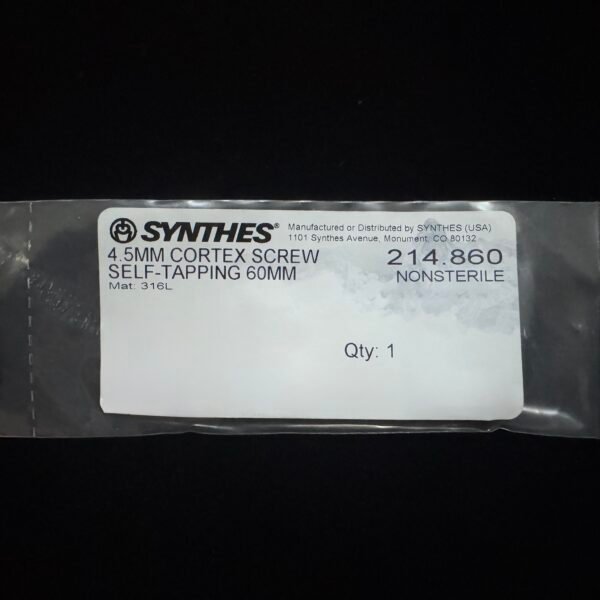 SYNTHES®
Manufactured or Distributed by SYNTHES (USA)
1101 Synthes Avenue, Monument, CO 80132
4.5MM CORTEX SCREW
214.860
SELF-TAPPING 60MM
NONSTERILE
Mat: 316L
Qty: 1